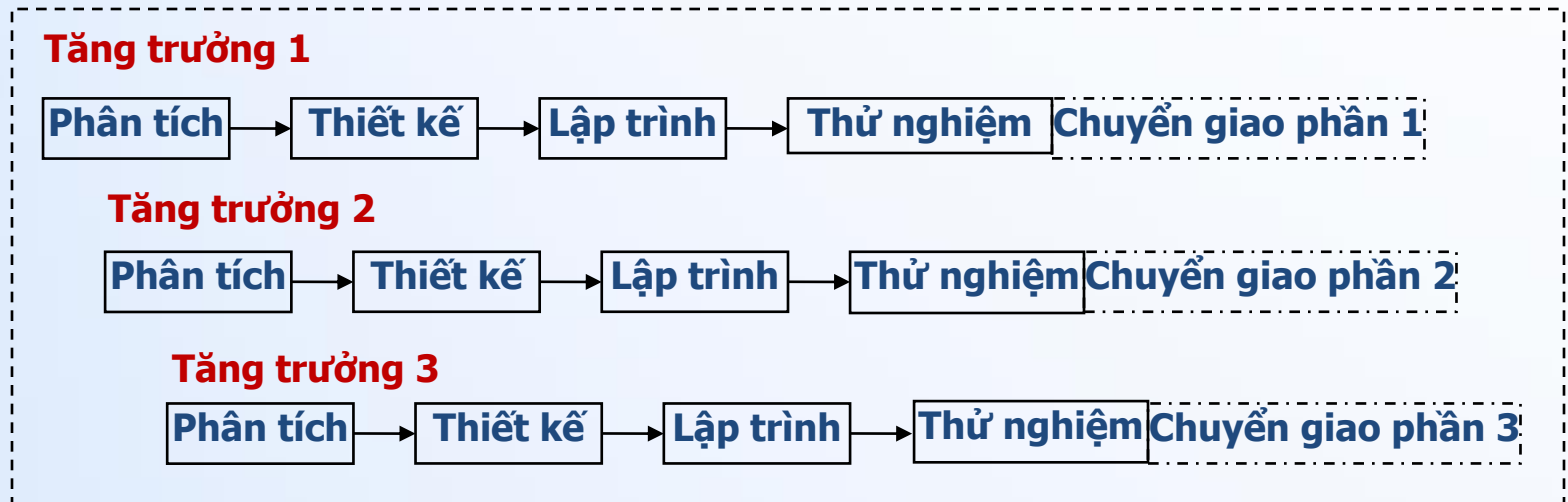 Tăng trưởng 1
Phân tích Thiết kế Lập trình Thử nghiệm Chuyển giao phần 1
Tăng trưởng 2
Phân tích Thiết kế Lập trình Thử nghiệm Chuyển giao phần 2
Tăng trưởng 3
Phân tích Thiết kế Lập trình Thử nghiệm Chuyển giao phần 3